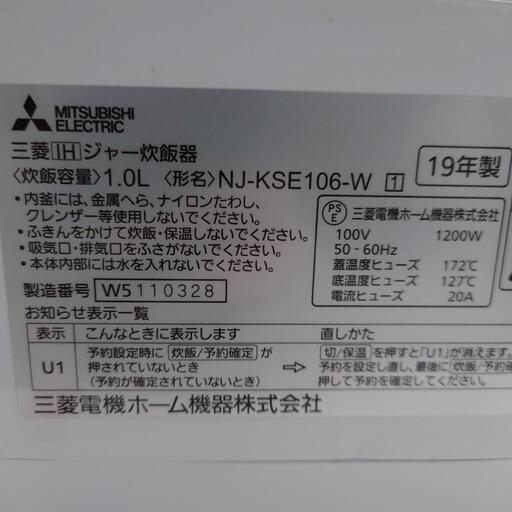 MITSUBISHI
ELECTRIC
三菱IHジャー炊飯器
〈炊飯容量〉1.0L 〈形名〉NJ-KSE106-W 1
19年製
・内釜には、金属へら、ナイロンたわし、
クレンザー等使用しないでください。
・ふきんをかけて炊飯・保温しないでください。
・吸気口・排気口をふさがないでください。
・本体内部には水を入れないでください。
製造番号 W5110328
PS
E
三菱電機ホーム機器株式会社
100V 1200W
50-60Hz
蓋温度ヒューズ 172℃
底温度ヒューズ 127℃
電流ヒューズ 20A
お知らせ表示一覧
表示 こんなときに表示します 直しかた
U1
予約設定時に 炊飯/予約確定 が
押されていないとき
(予約が確定されていないとき)
⇨
切/保温 を押すと「U1」が消えます。
予約を設定し直し、最後に 炊飯/予約確
押して予約を確定してください。
三菱電機ホーム機器株式会社